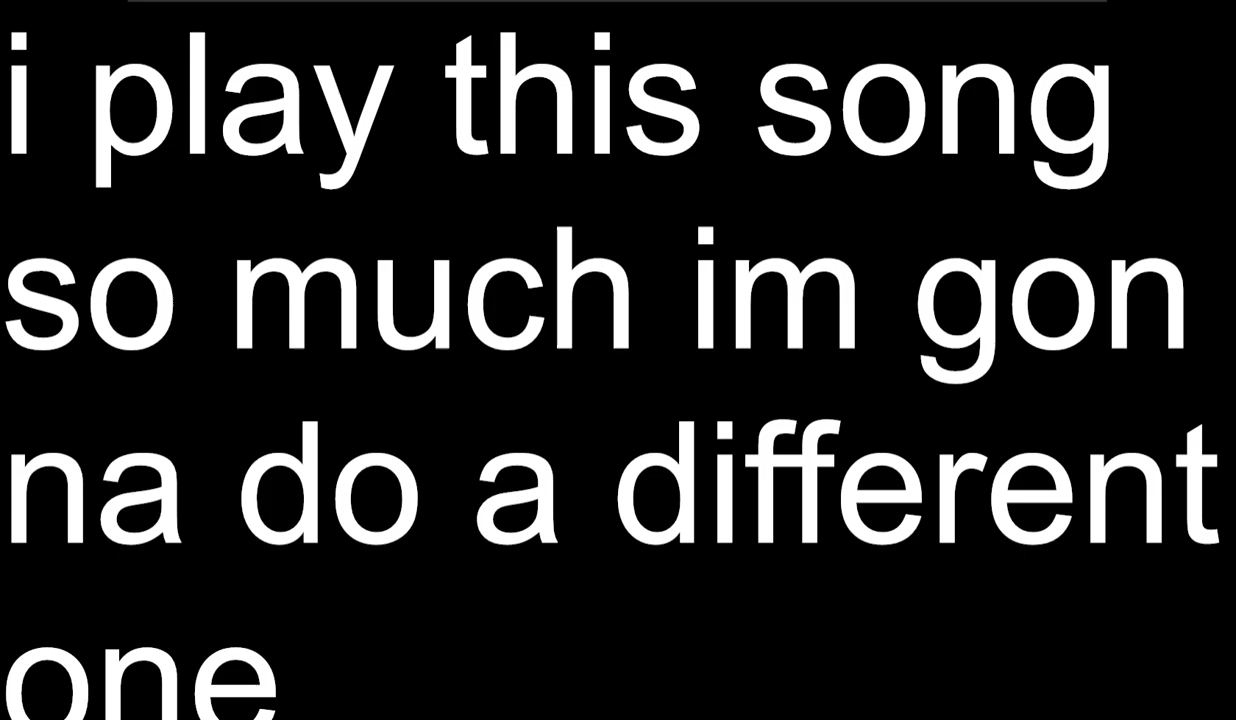 i play this song
so much im gon
na do a different
one